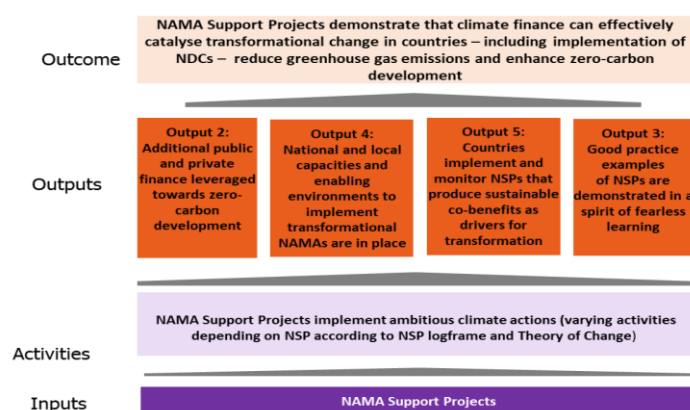 NAMA Support Projects demonstrate that climate finance can effectively
catalyse transformational change in countries – including implementation of
NDCs – reduce greenhouse gas emissions and enhance zero-carbon
development
Outcome
Output 2:
Additional public
and private
finance leveraged
towards zero-
carbon
development
Output 4:
National and local
capacities and
enabling
environments to
implement
transformational
NAMAs are in place
Output 5:
Countries
implement and
monitor NSPs that
produce sustainable
co-benefits as
drivers for
transformation
Output 3:
Good practice
examples
of NSPs are
demonstrated in a
spirit of fearless
learning
Outputs
NAMA Support Projects implement ambitious climate actions (varying activities
depending on NSP according to NSP logframe and Theory of Change)
Activities
Inputs
NAMA Support Projects